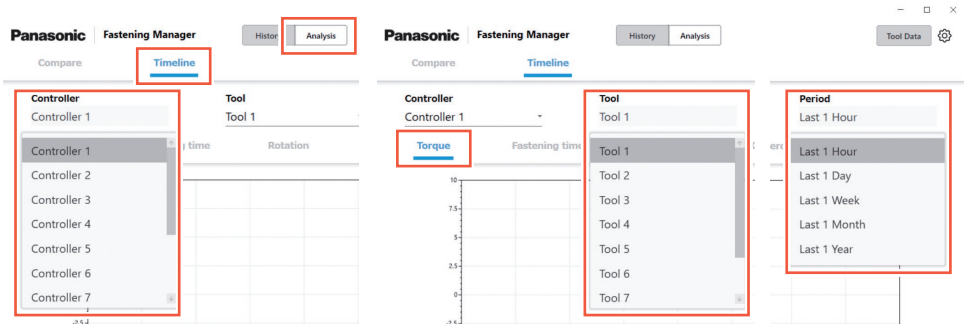 Panasonic Fastening Manager
History Analysis
Compare Timeline
Controller Tool
Controller 1 Tool 1
Controller 1
Controller 2
Controller 3
Controller 4
Controller 5
Controller 6
Controller 7
time Rotation
-2.5
Panasonic Fastening Manager
History Analysis
Compare Timeline
Controller Tool
Controller 1 Tool 1
Torque Fastening time
Tool 1
Tool 2
Tool 3
Tool 4
Tool 5
Tool 6
Tool 7
10
7.5
5
2.5
0
-2.5
Tool Data
Period
Last 1 Hour
Last 1 Hour
Last 1 Day
Last 1 Week
Last 1 Month
Last 1 Year